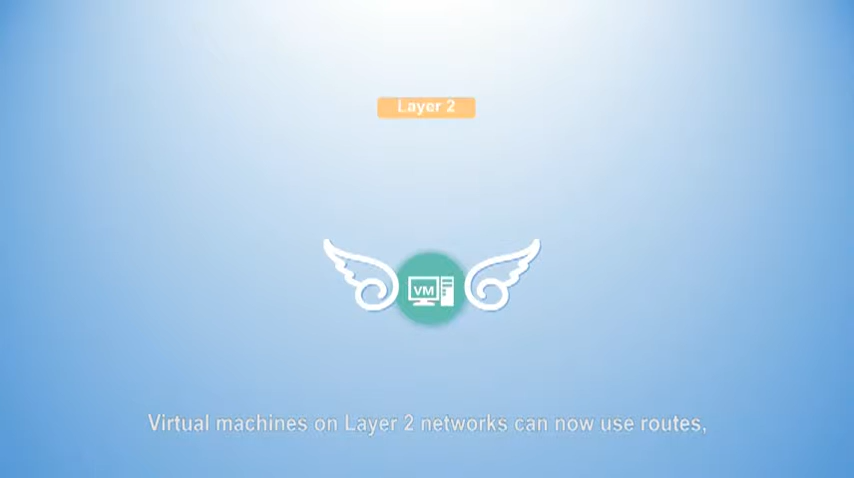 Layer 2
VM
Virtual machines on Layer 2 networks can now use routes,